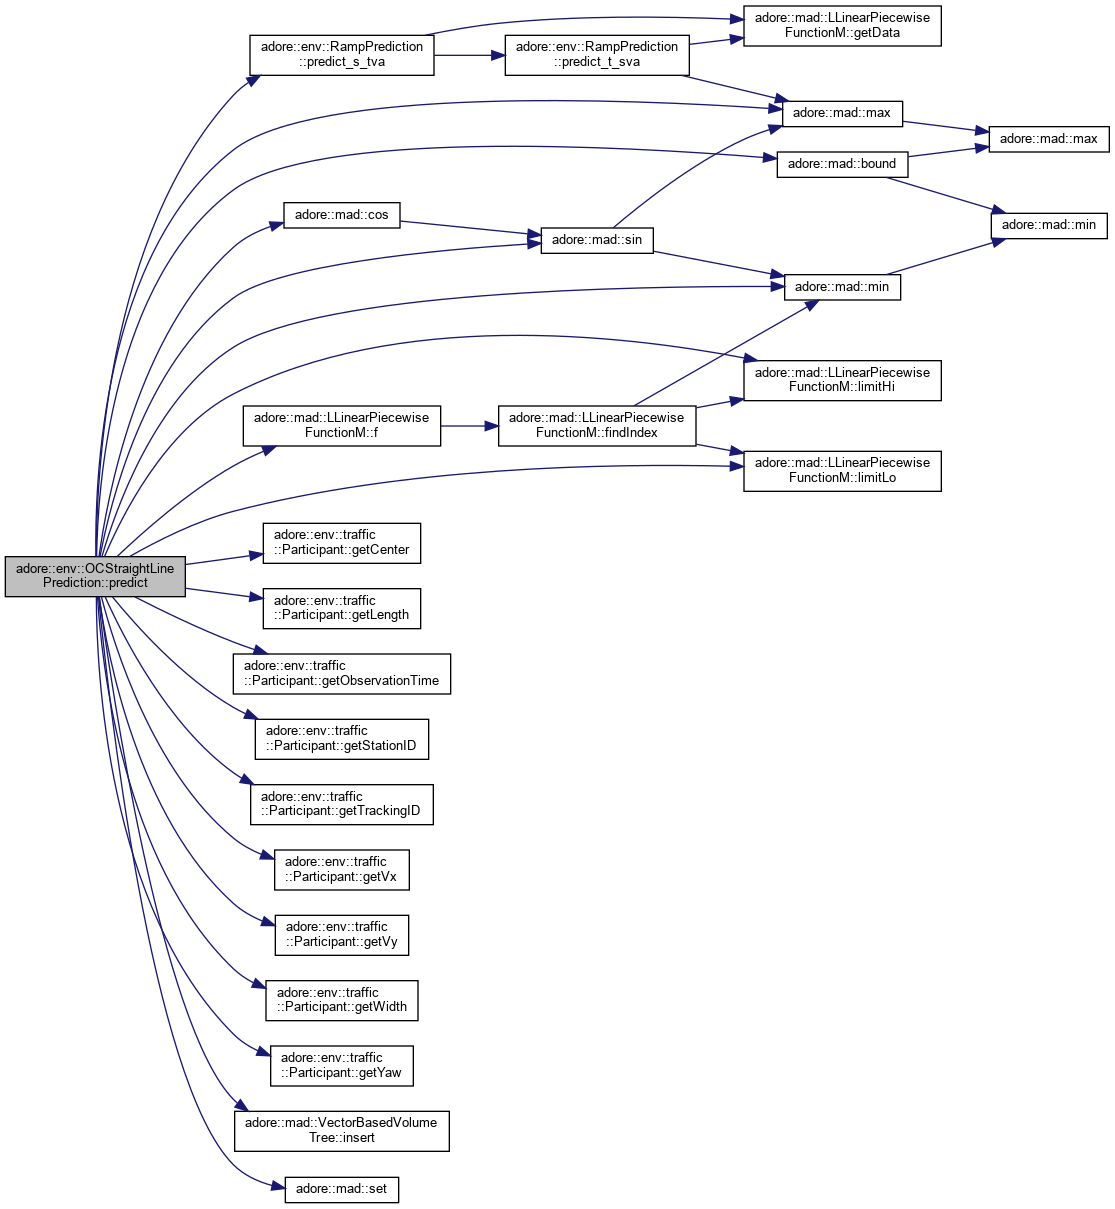 adore::env::OCStraightLine
Prediction::predict
adore::env::RampPrediction
::predict_s_tva
adore::env::RampPrediction
::predict_t_sva
adore::mad::LLinearPiecewise
FunctionM::getData
adore::mad::max
adore::mad::max
adore::mad::bound
adore::mad::min
adore::mad::cos
adore::mad::sin
adore::mad::min
adore::mad::LLinearPiecewise
FunctionM::limitHi
adore::mad::LLinearPiecewise
FunctionM::f
adore::mad::LLinearPiecewise
FunctionM::findIndex
adore::mad::LLinearPiecewise
FunctionM::limitLo
adore::env::traffic
::Participant::getCenter
adore::env::traffic
::Participant::getLength
adore::env::traffic
::Participant::getObservationTime
adore::env::traffic
::Participant::getStationID
adore::env::traffic
::Participant::getTrackingID
adore::env::traffic
::Participant::getVx
adore::env::traffic
::Participant::getVy
adore::env::traffic
::Participant::getWidth
adore::env::traffic
::Participant::getYaw
adore::mad::VectorBasedVolume
Tree::insert
adore::mad::set